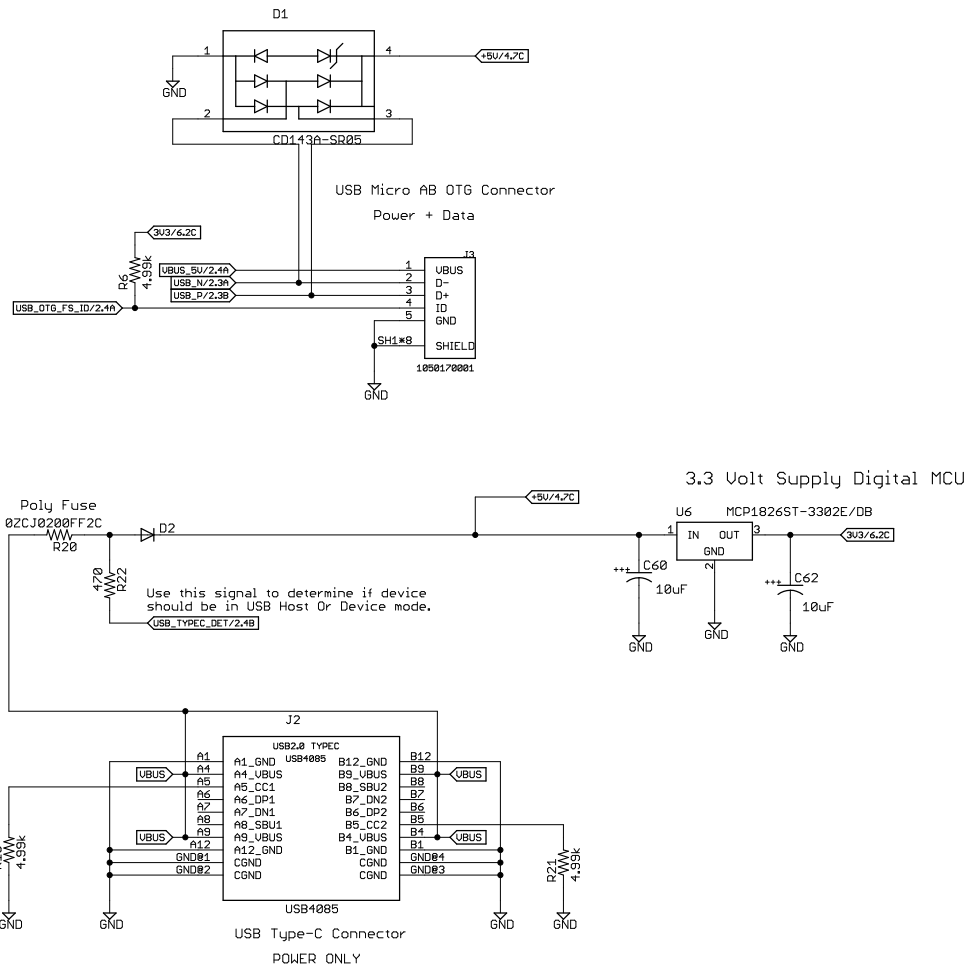 D1
1
4
+5V/4.7C
GND
2
3
CD143A-SR05
USB Micro AB OTG Connector
Power + Data
3V3/6.2C
R6
4.99k
J3
VBUS_5V/2.4A
1
VBUS
USB_N/2.3A
2
D-
USB_P/2.3B
3
D+
USB_OTG_FS_ID/2.4A
4
ID
5
GND
SH1*8
SHIELD
1050170001
GND
3.3 Volt Supply Digital MCU
+5V/4.7C
Poly Fuse
0ZCJ0200FF2C
R20
D2
U6
MCP1826ST-3302E/DB
1
IN
OUT
3
GND
2
3V3/6.2C
470
R22
+++
C60
10uF
+++
C62
10uF
Use this signal to determine if device
should be in USB Host Or Device mode.
USB_TYPEC_DET/2.4B
GND
GND
GND
J2
USB2.0 TYPEC
USB4085
A1
A1_GND
B12_GND
B12
VBUS
A4
A4_VBUS
B9_VBUS
B9
VBUS
A5
A5_CC1
B8_SBU2
B8
A6
A6_DP1
B7_DN2
B7
A7
A7_DN1
B6_DP2
B6
A8
A8_SBU1
B5_CC2
B5
VBUS
A9
A9_VBUS
B4_VBUS
B4
VBUS
A12
A12_GND
B1_GND
B1
GND@1
CGND
CGND
GND@4
GND@2
CGND
CGND
GND@3
4.99k
R21
4.99k
USB4085
GND
GND
GND
GND
USB Type-C Connector
POWER ONLY